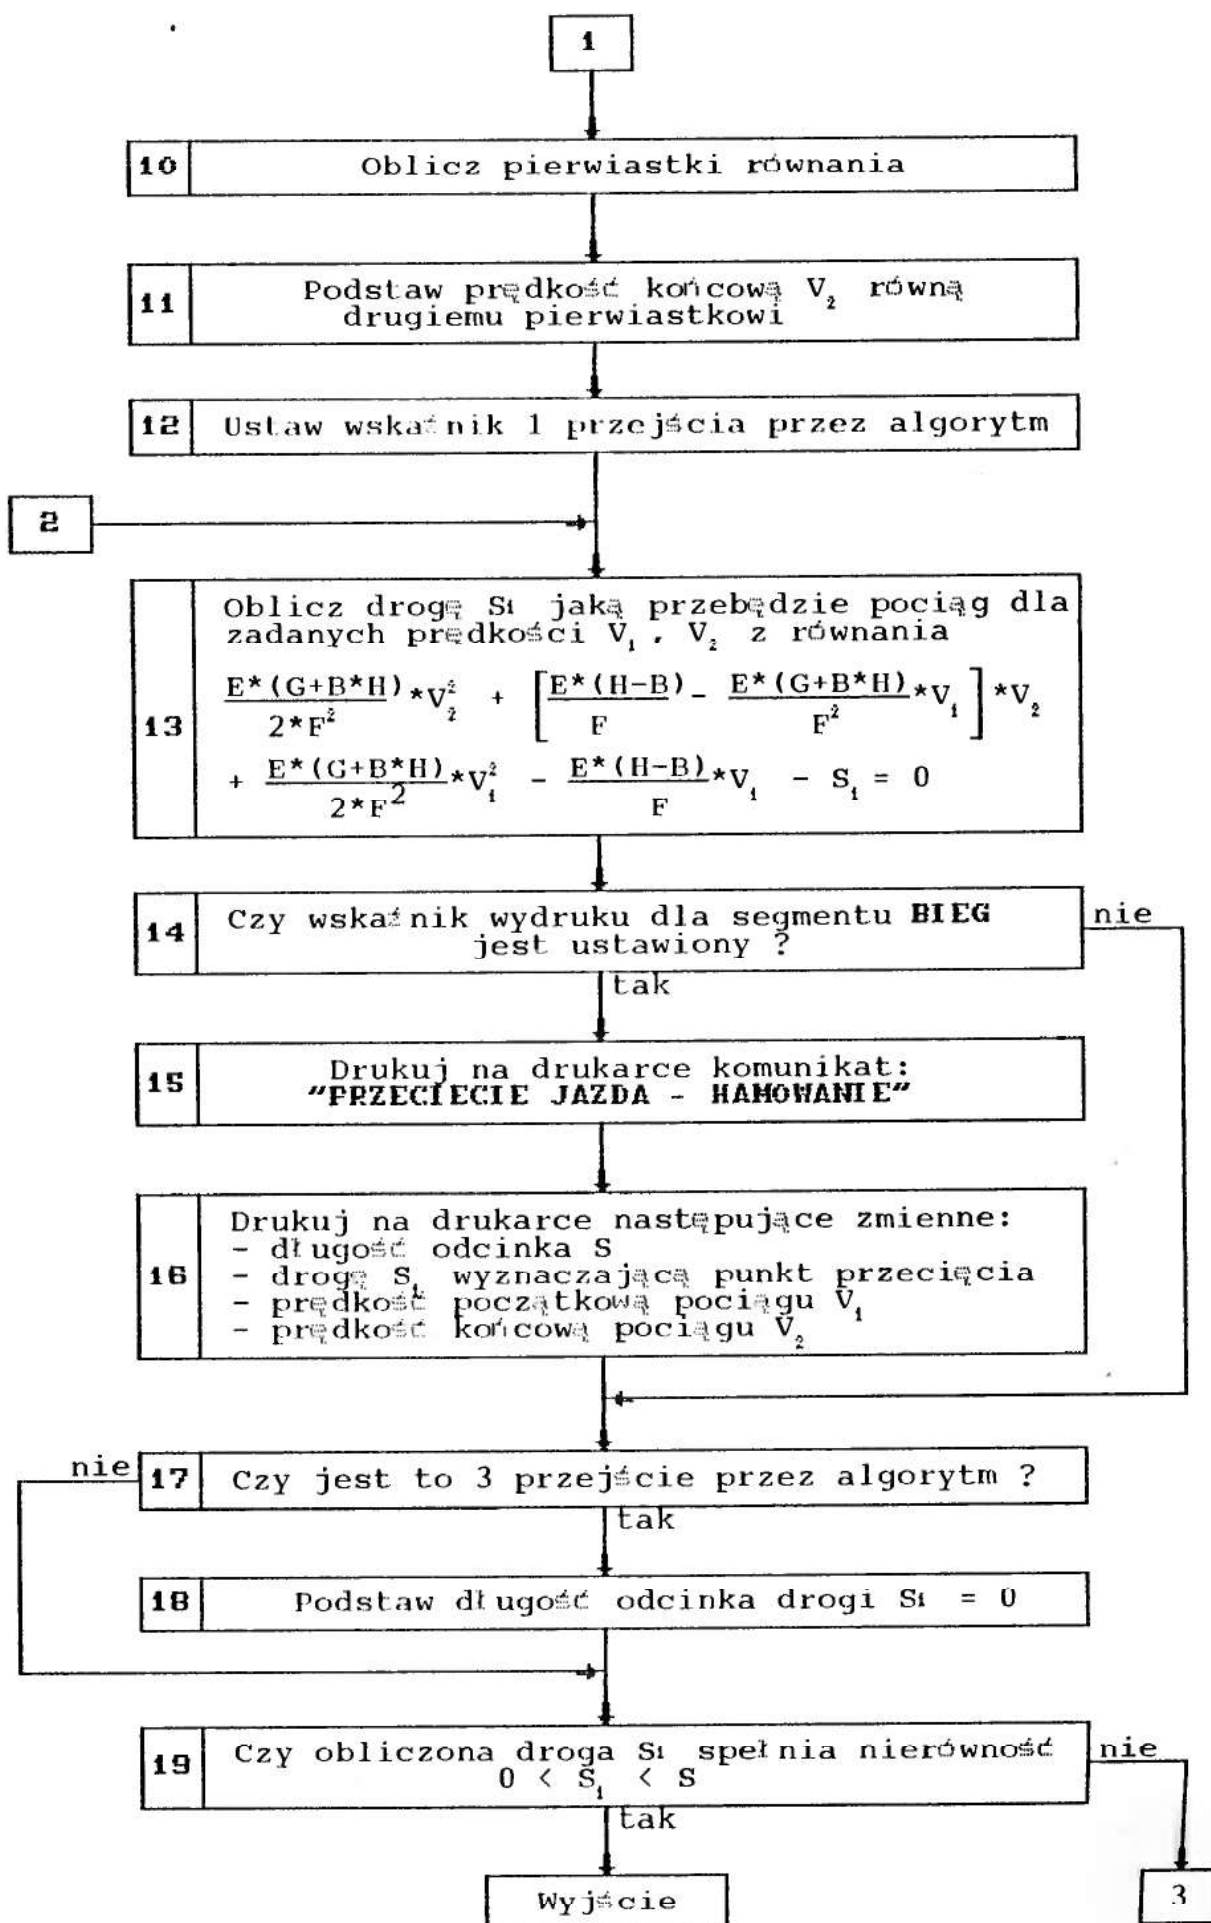 1
10 Oblicz pierwiastki równania
11 Podstaw prędkość końcową V₂ równą
drugiemu pierwiastkowi
12 Ustaw wskaźnik 1 przejścia przez algorytm
2
13 Oblicz drogę S₁ jaką przebędzie pociąg dla
zadanych prędkości V₁, V₂ z równania
E*(G+B*H)/2*F² *V₂² + [E*(H-B)/F - E*(G+B*H)/F² *V₁] *V₂
+ E*(G+B*H)/2*F² *V₁² - E*(H-B)/F *V₁ - S₁ = 0
14 Czy wskaźnik wydruku dla segmentu BIEG
jest ustawiony ?
nie
tak
15 Drukuj na drukarce komunikat:
"PRZECIECIE JAZDA - HAMOWANIE"
16 Drukuj na drukarce następujące zmienne:
- długość odcinka S
- drogę S₁ wyznaczającą punkt przecięcia
- prędkość początkową pociągu V₁
- prędkość końcową pociągu V₂
nie
17 Czy jest to 3 przejście przez algorytm ?
tak
18 Podstaw długość odcinka drogi S₁ = 0
19 Czy obliczona droga S₁ spełnia nierówność
0 < S₁ < S
nie
tak
Wyjście
3